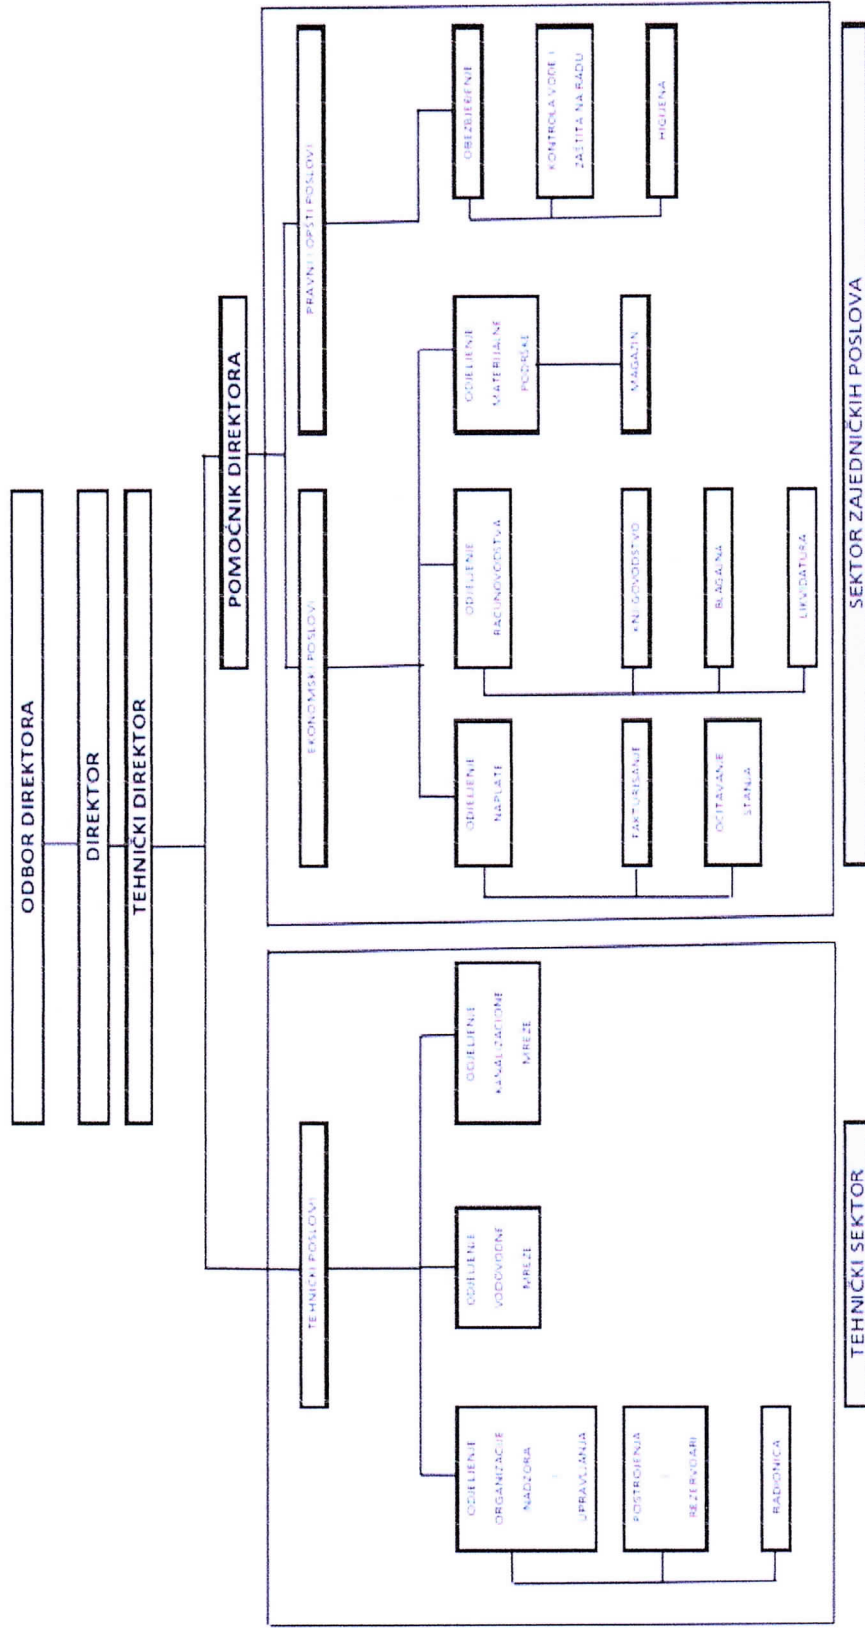 ODBOR DIREKTORA
DIREKTOR
TEHNIČKI DIREKTOR
POMOĆNIK DIREKTORA
TEHNIČKI POSLOVI
EKONOMSKI POSLOVI
PRAVNI I OPŠTI POSLOVI
ODJELJENJE
ORGANIZACIJE
NADZORA
I
UPRAVLJANJA
ODJELJENJE
VODOVODNE
MREŽE
ODJELJENJE
KANALIZACIONE
MREŽE
ODJELJENJE
NAPLATE
ODJELJENJE
RAČUNOVODSTVA
ODJELJENJE
MATERIJALNE
PODRŠKE
OBEZBJEĐENJE
POSTROJENJA
I
REZERVOARI
FAKTURISANJE
KNJIGOVODSTVO
MAGAZIN
KONTROLA VODE I
ZAŠTITA NA RADU
RADIONICA
OČITAVANJE
STANJA
BLAGAJNA
HIGIJENA
LIKVIDATURA
TEHNIČKI SEKTOR
SEKTOR ZAJEDNIČKIH POSLOVA